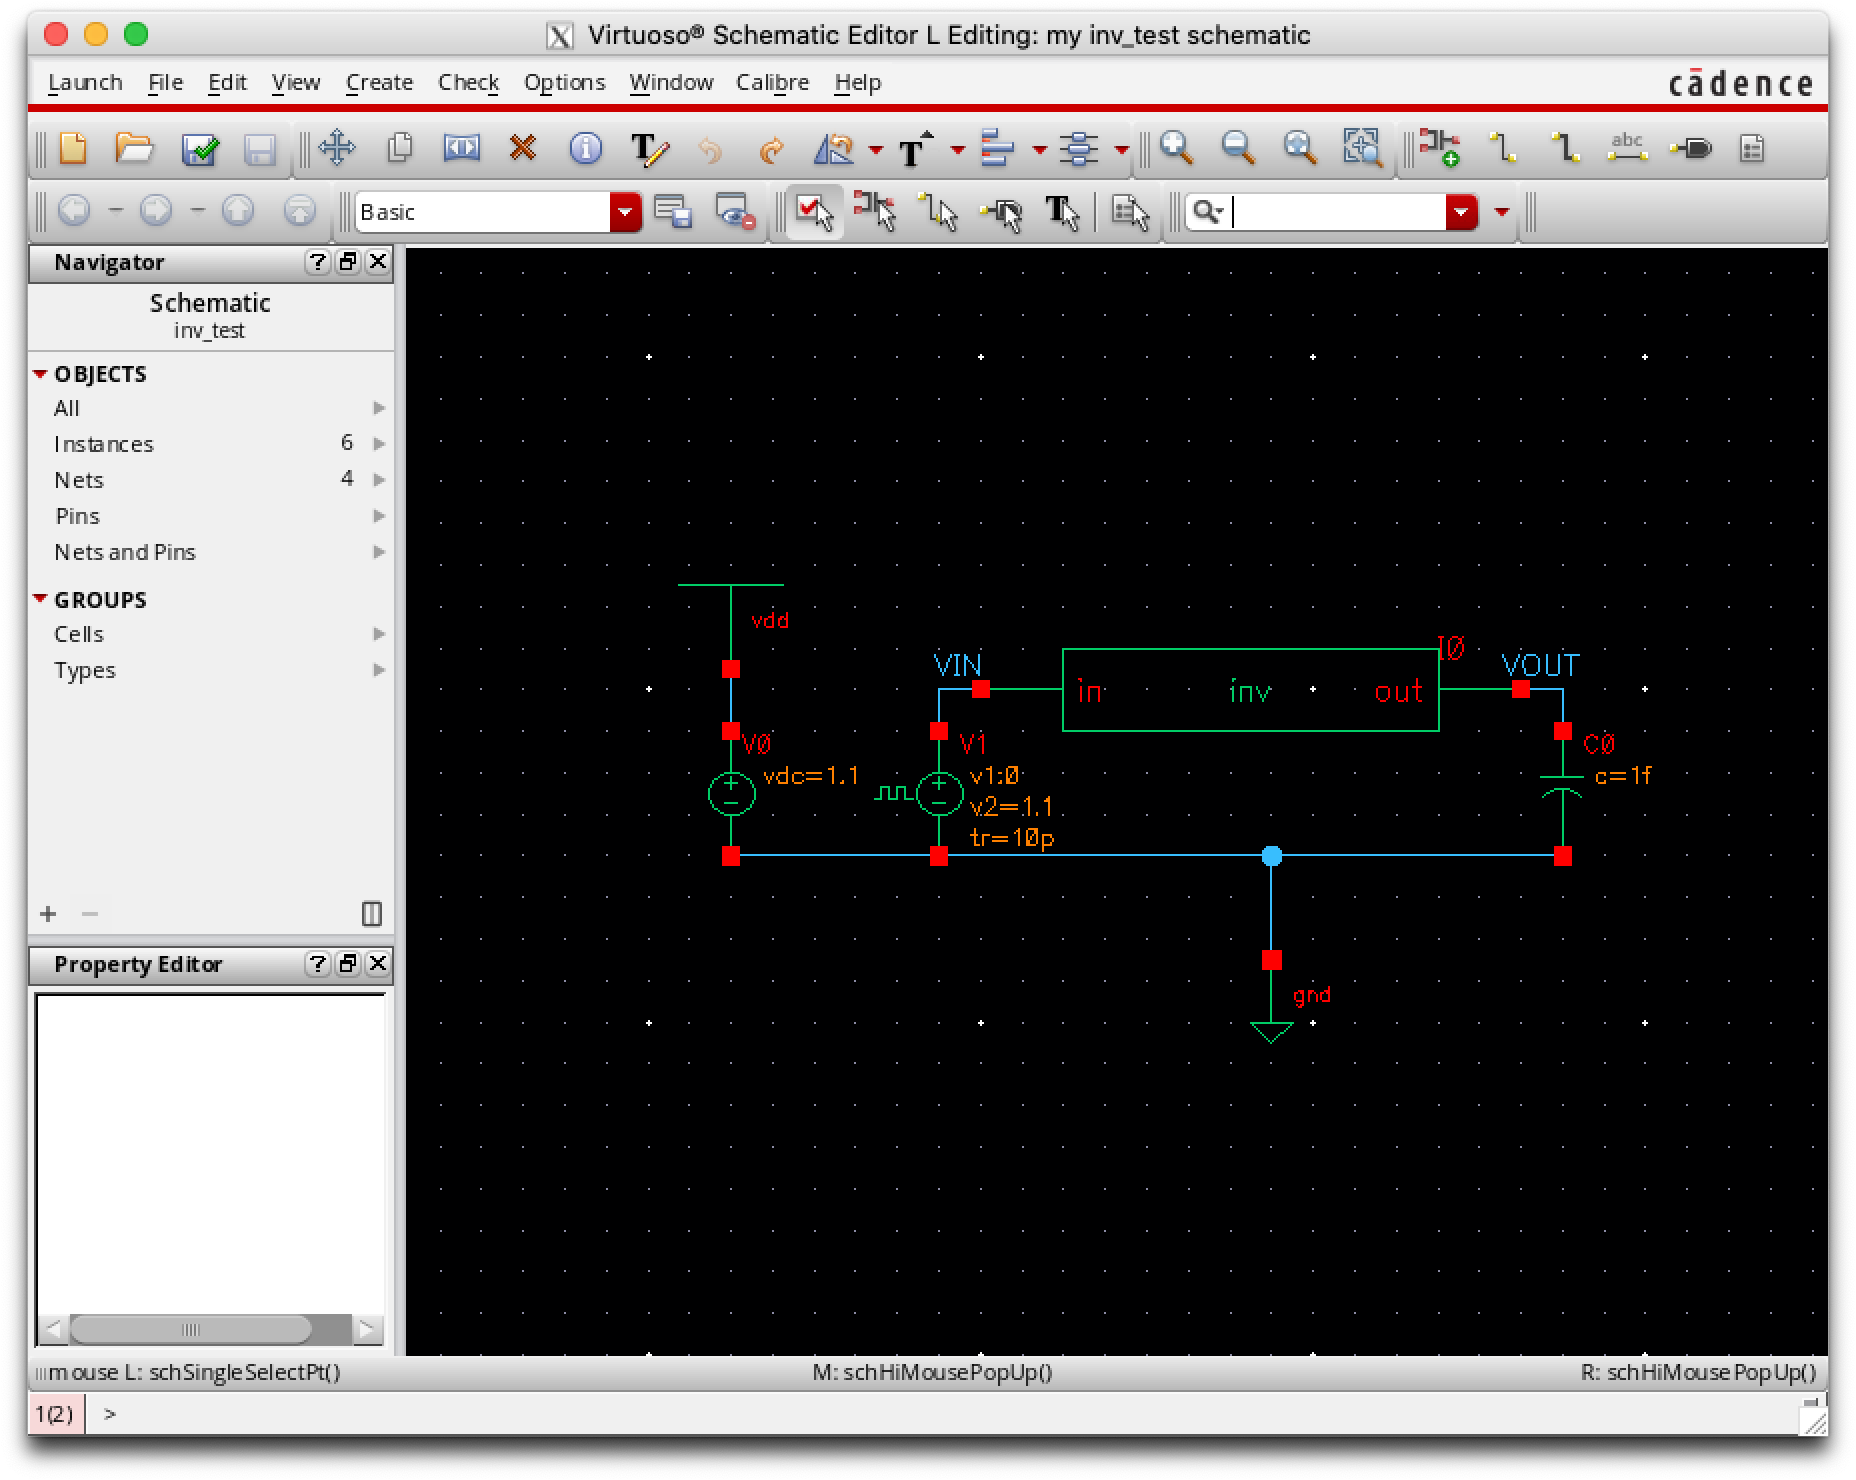 Virtuoso® Schematic Editor L Editing: my inv_test schematic
Launch File Edit View Create Check Options Window Calibre Help cādence
T T abc
Basic T
Navigator ?
Schematic
inv_test
OBJECTS
All
Instances 6
Nets 4
Pins
Nets and Pins
GROUPS
Cells
Types
Property Editor ?
vdd
VIN I0 VOUT
in inv out
V0 V1 C0
vdc=1.1 v1:0 c=1f
v2=1.1
tr=10p
gnd
mouse L: schSingleSelectPt() M: schHiMousePopUp() R: schHiMousePopUp()
1(2) >